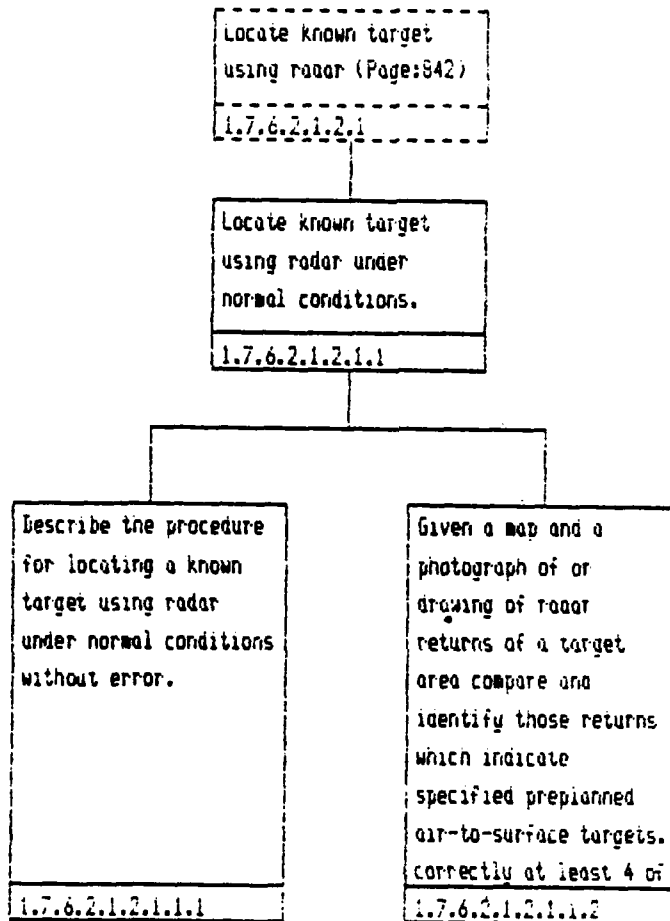 Locate known target
using radar (Page:842)
1.7.6.2.1.2.1
Locate known target
using radar under
normal conditions.
1.7.6.2.1.2.1.1
Describe the procedure
for locating a known
target using radar
under normal conditions
without error.
1.7.6.2.1.2.1.1.1
Given a map and a
photograph of or
drawing of radar
returns of a target
area compare and
identify those returns
which indicate
specified preplanned
air-to-surface targets.
correctly at least 4 of
1.7.6.2.1.2.1.1.2